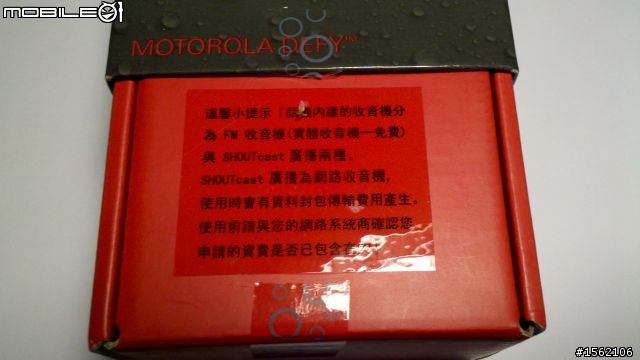 mobile01
MOTOROLA DEFY™
溫馨小提示「該機內建的收音機分
為 FM 收音機(實體收音機一免費)
與 SHOUTcast 廣播兩種。
SHOUTcast 廣播為網路收音機,
使用時會有資料封包傳輸費用產生。
使用前請與您的網路系統商確認您
申請的資費是否已包含在
#1562106